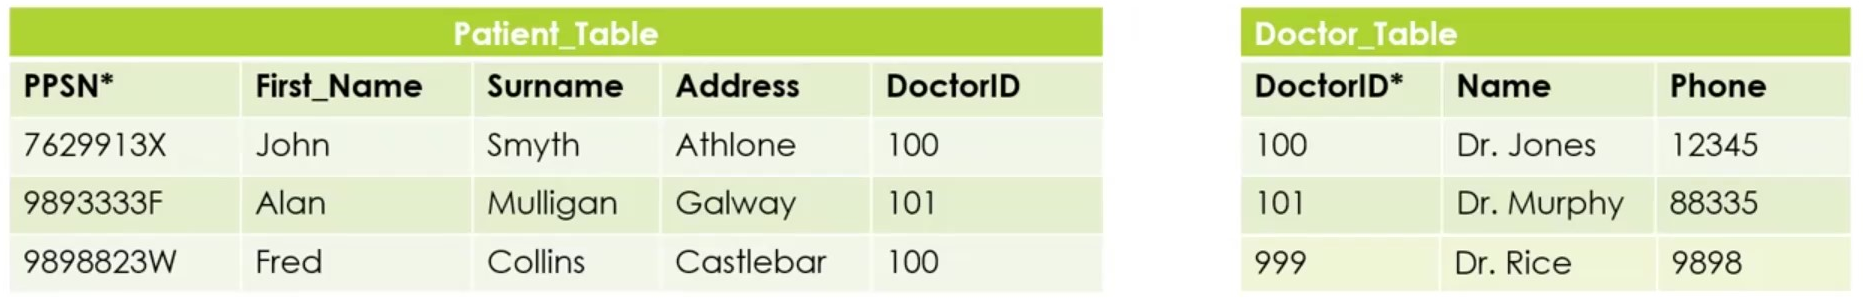 Patient_Table Doctor_Table
PPSN* First_Name Surname Address DoctorID DoctorID* Name Phone
7629913X John Smyth Athlone 100 100 Dr. Jones 12345
9893333F Alan Mulligan Galway 101 101 Dr. Murphy 88335
9898823W Fred Collins Castlebar 100 999 Dr. Rice 9898